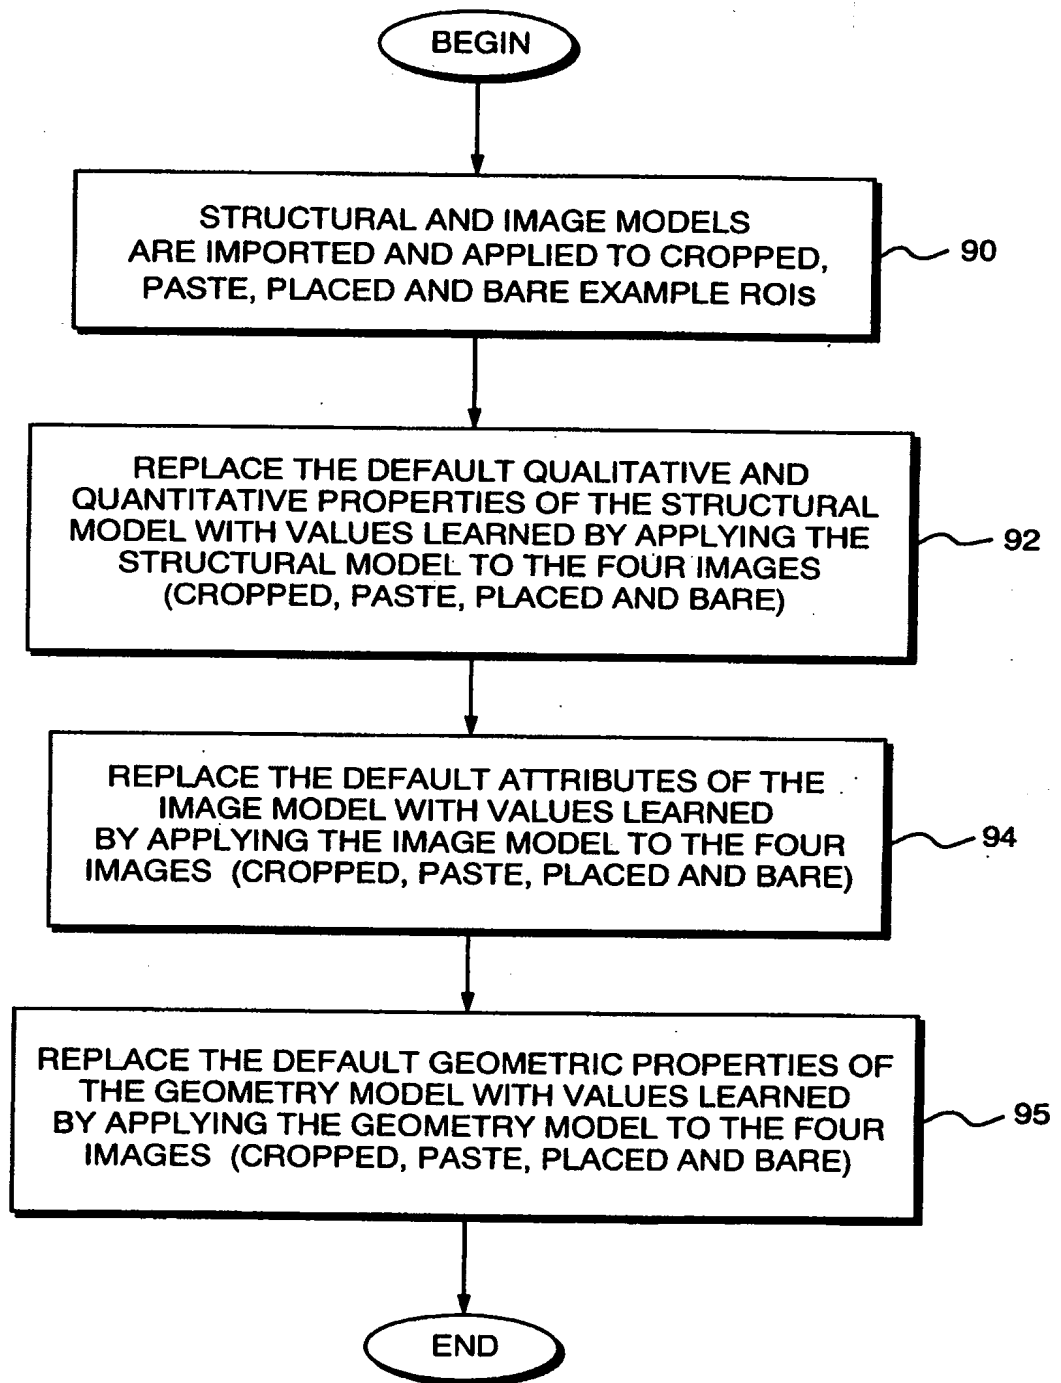 BEGIN
STRUCTURAL AND IMAGE MODELS
ARE IMPORTED AND APPLIED TO CROPPED,
PASTE, PLACED AND BARE EXAMPLE ROIs
90
REPLACE THE DEFAULT QUALITATIVE AND
QUANTITATIVE PROPERTIES OF THE STRUCTURAL
MODEL WITH VALUES LEARNED BY APPLYING THE
STRUCTURAL MODEL TO THE FOUR IMAGES
(CROPPED, PASTE, PLACED AND BARE)
92
REPLACE THE DEFAULT ATTRIBUTES OF THE
IMAGE MODEL WITH VALUES LEARNED
BY APPLYING THE IMAGE MODEL TO THE FOUR
IMAGES (CROPPED, PASTE, PLACED AND BARE)
94
REPLACE THE DEFAULT GEOMETRIC PROPERTIES OF
THE GEOMETRY MODEL WITH VALUES LEARNED
BY APPLYING THE GEOMETRY MODEL TO THE FOUR
IMAGES (CROPPED, PASTE, PLACED AND BARE)
95
END